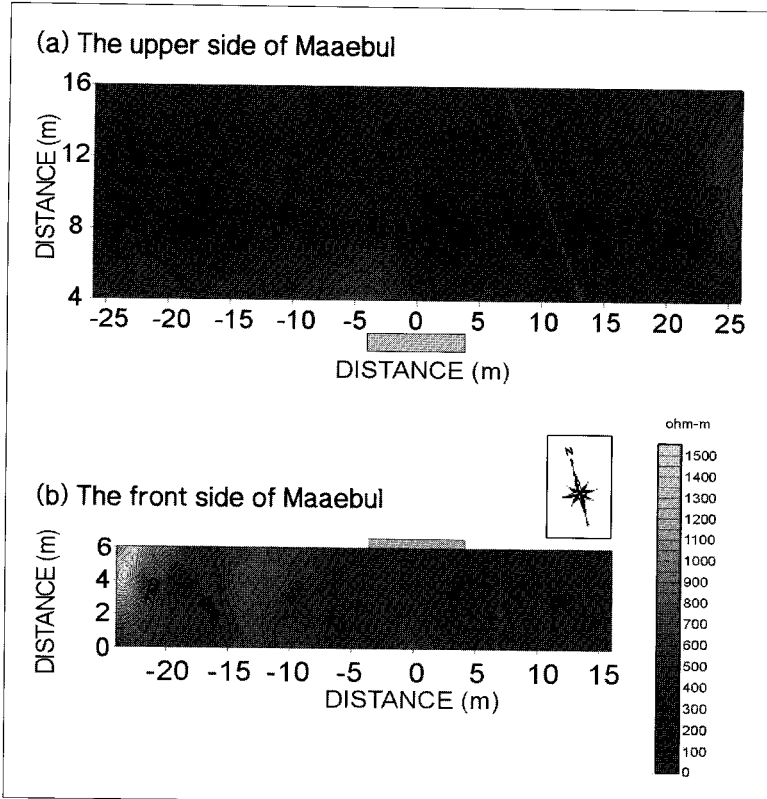 (a) The upper side of Maaebul
DISTANCE (m)
16
12
8
4
-25 -20 -15 -10 -5 0 5 10 15 20 25
DISTANCE (m)
ohm-m
1500
1400
1300
1200
1100
1000
900
800
700
600
500
400
300
200
100
0
N
(b) The front side of Maaebul
DISTANCE (m)
6
4
2
0
-20 -15 -10 -5 0 5 10 15
DISTANCE (m)